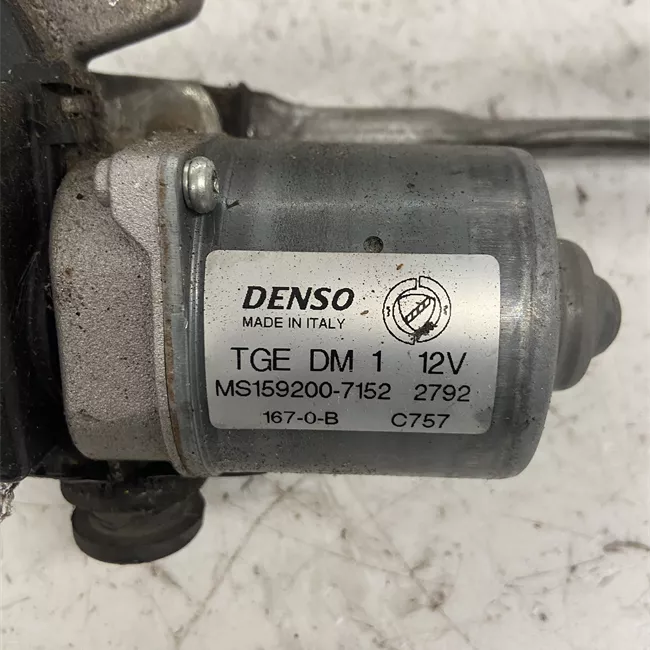 DENSO
MADE IN ITALY
TGE DM 1 12V
MS159200-7152 2792
167-0-B C757